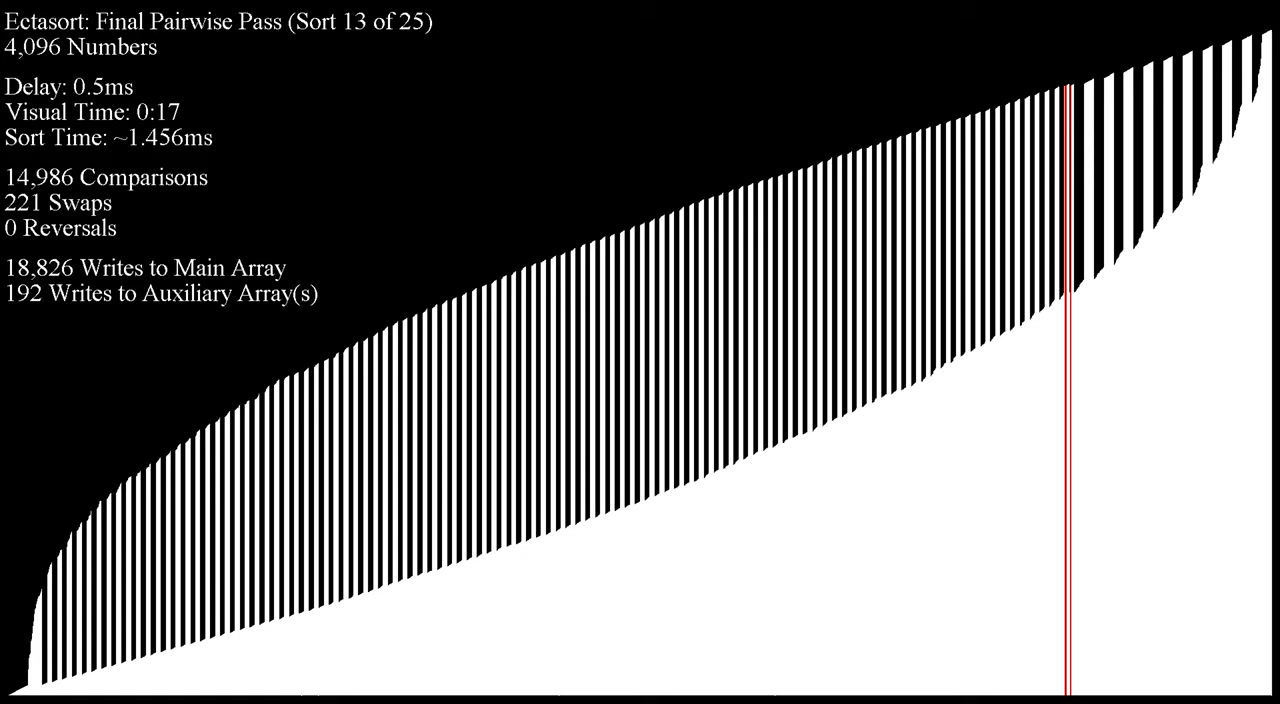 Ectasort: Final Pairwise Pass (Sort 13 of 25)
4,096 Numbers
Delay: 0.5ms
Visual Time: 0:17
Sort Time: ~1.456ms
14,986 Comparisons
221 Swaps
0 Reversals
18,826 Writes to Main Array
192 Writes to Auxiliary Array(s)